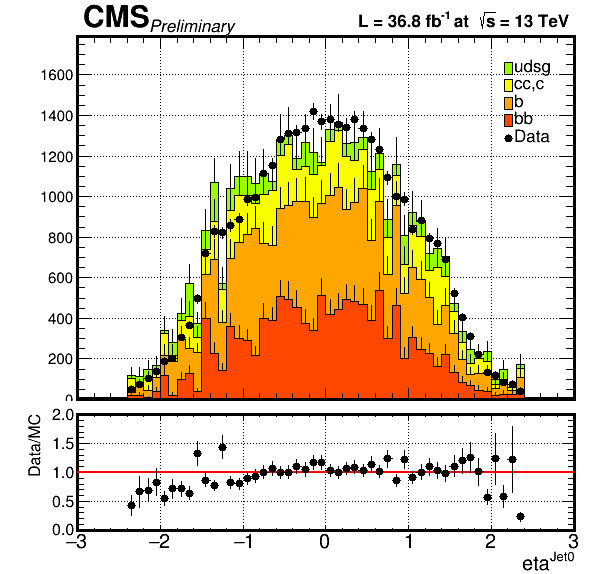 CMS Preliminary L = 36.8 fb⁻¹ at √s = 13 TeV
1600
1400
1200
1000
800
600
400
200
0
udsg
cc,c
b
bb
Data
Data/MC
2.0
1.5
1.0
0.5
0.0
−3 −2 −1 0 1 2 3
eta^Jet0